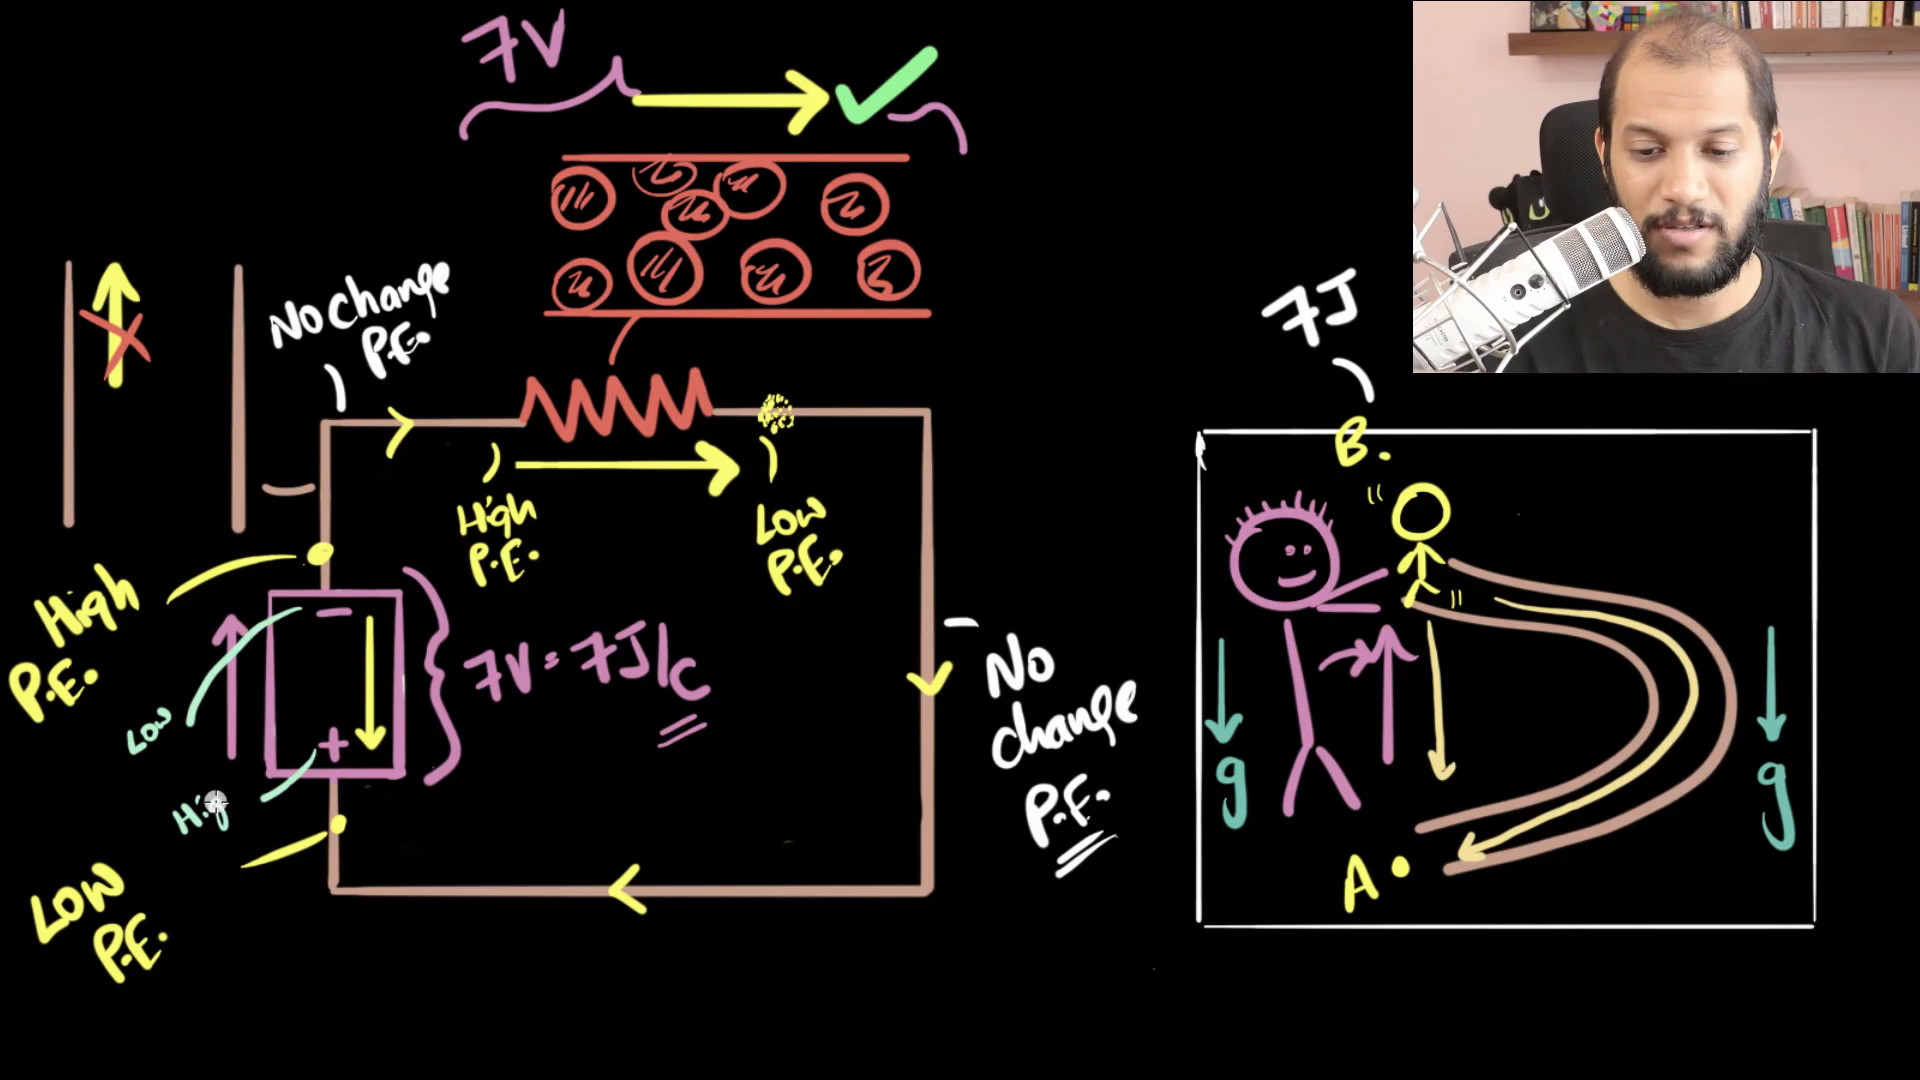 7V
No change
P.E.
7J
B.
High
P.E.
Low
P.E.
High
P.E.
−
7V = 7J/C
Low
+
Hig
No
change
P.E.
g
g
A
Low
P.E.